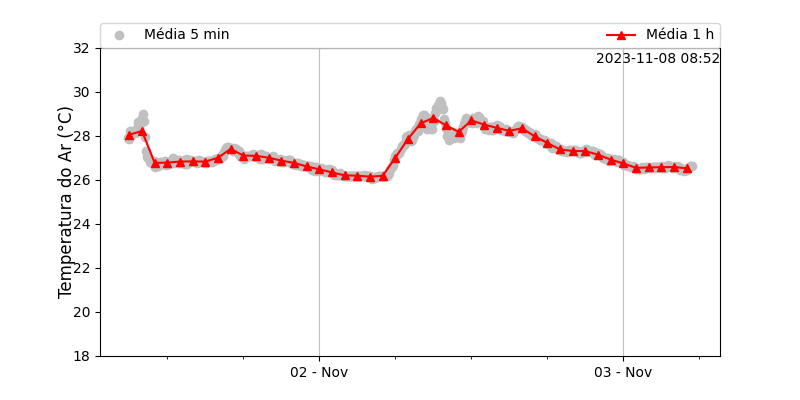 Média 5 min
Média 1 h
2023-11-08 08:52
Temperatura do Ar (°C)
32
30
28
26
24
22
20
18
02 - Nov
03 - Nov